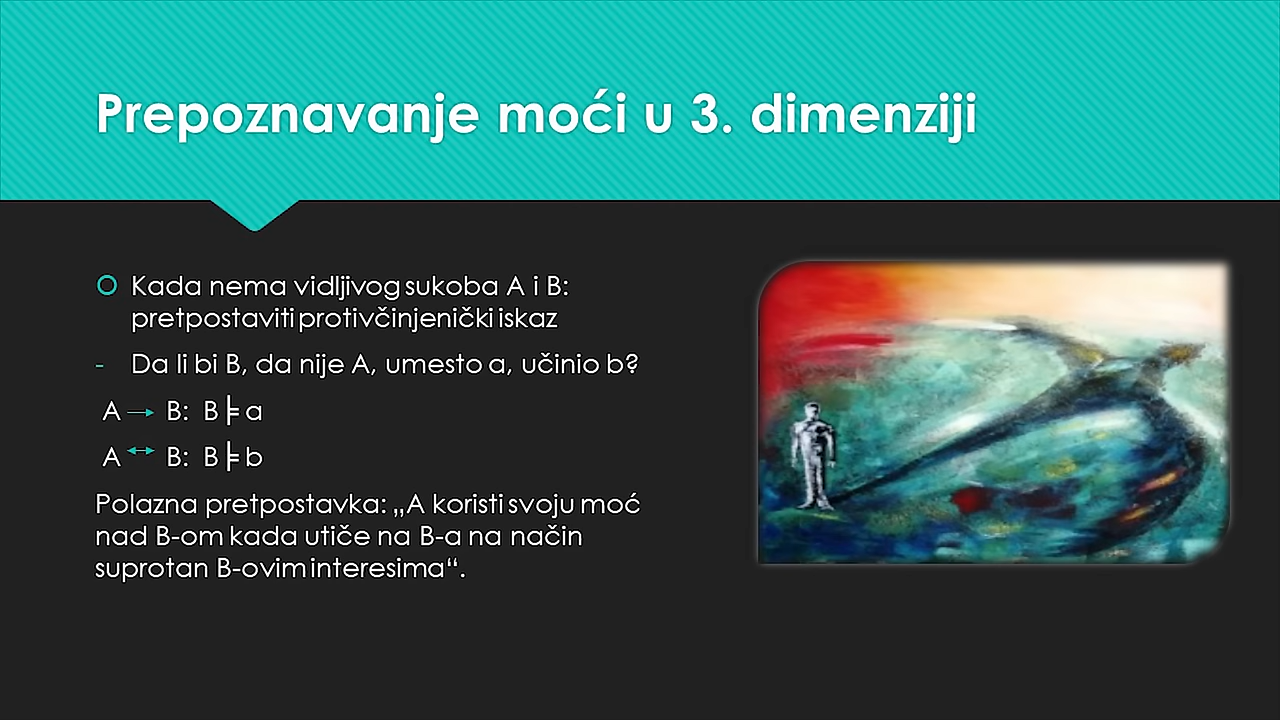 Prepoznavanje moći u 3. dimenziji
Kada nema vidljivog sukoba A i B:
pretpostaviti protivčinjenički iskaz
- Da li bi B, da nije A, umesto a, učinio b?
A → B: B ╞ a
A ↔ B: B ╞ b
Polazna pretpostavka: „A koristi svoju moć
nad B-om kada utiče na B-a na način
suprotan B-ovim interesima“.